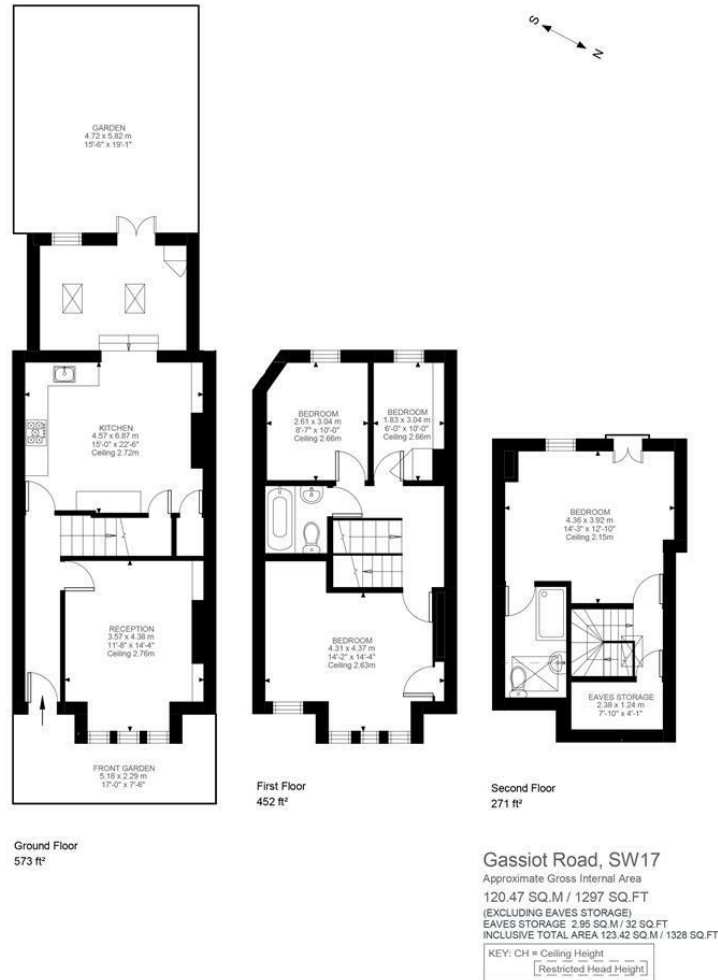 S
N
GARDEN
4.72 x 5.82 m
15'-6" x 19'-1"
KITCHEN
4.57 x 6.87 m
15'-0" x 22'-6"
Ceiling 2.72m
RECEPTION
3.57 x 4.38 m
11'-8" x 14'-4"
Ceiling 2.76m
FRONT GARDEN
5.18 x 2.29 m
17'-0" x 7'-6"
Ground Floor
573 ft²
BEDROOM
2.61 x 3.04 m
8'-7" x 10'-0"
Ceiling 2.66m
BEDROOM
1.83 x 3.04 m
6'-0" x 10'-0"
Ceiling 2.66m
BEDROOM
4.31 x 4.37 m
14'-2" x 14'-4"
Ceiling 2.63m
First Floor
452 ft²
BEDROOM
4.36 x 3.92 m
14'-3" x 12'-10"
Ceiling 2.15m
EAVES STORAGE
2.38 x 1.24 m
7'-10" x 4'-1"
Second Floor
271 ft²
Gassiot Road, SW17
Approximate Gross Internal Area
120.47 SQ.M / 1297 SQ.FT
(EXCLUDING EAVES STORAGE)
EAVES STORAGE 2.95 SQ.M / 32 SQ.FT
INCLUSIVE TOTAL AREA 123.42 SQ.M / 1328 SQ.FT
KEY: CH = Ceiling Height
Restricted Head Height